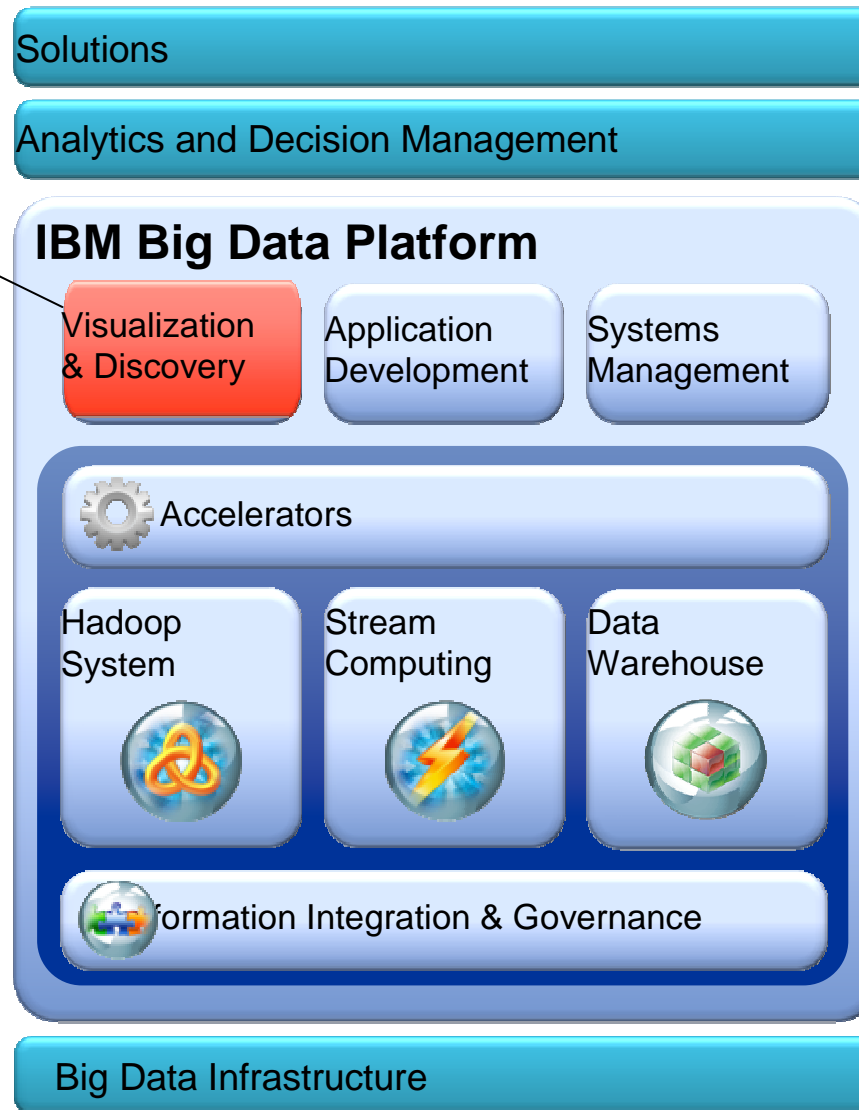 Solutions
Analytics and Decision Management
IBM Big Data Platform
Visualization
& Discovery
Application
Development
Systems
Management
Accelerators
Hadoop
System
Stream
Computing
Data
Warehouse
formation Integration & Governance
Big Data Infrastructure